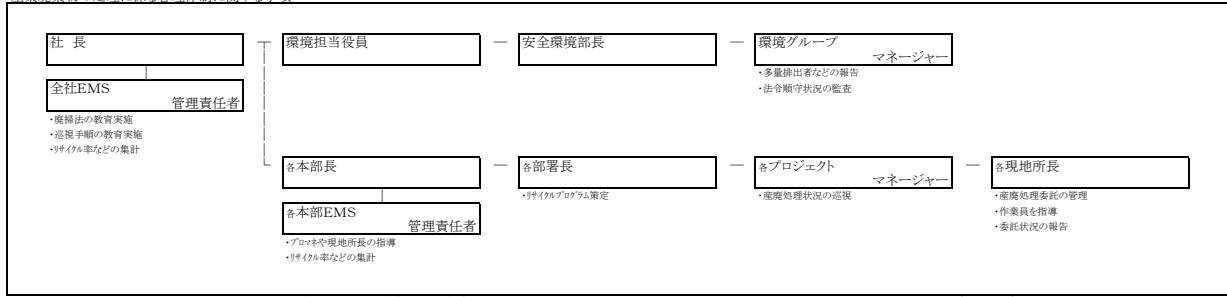 社 長
環境担当役員
安全環境部長
環境グループ
マネージャー
・多量排出者などの報告
・法令順守状況の監査
全社EMS
管理責任者
・廃掃法の教育実施
・巡視手順の教育実施
・リサイクル率などの集計
各本部長
各部署長
・リサイクルプログラム策定
各プロジェクト
マネージャー
・産廃処理状況の巡視
各現地所長
・産廃処理委託の管理
・作業員を指導
・委託状況の報告
各本部EMS
管理責任者
・プロマネや現地所長の指導
・リサイクル率などの集計